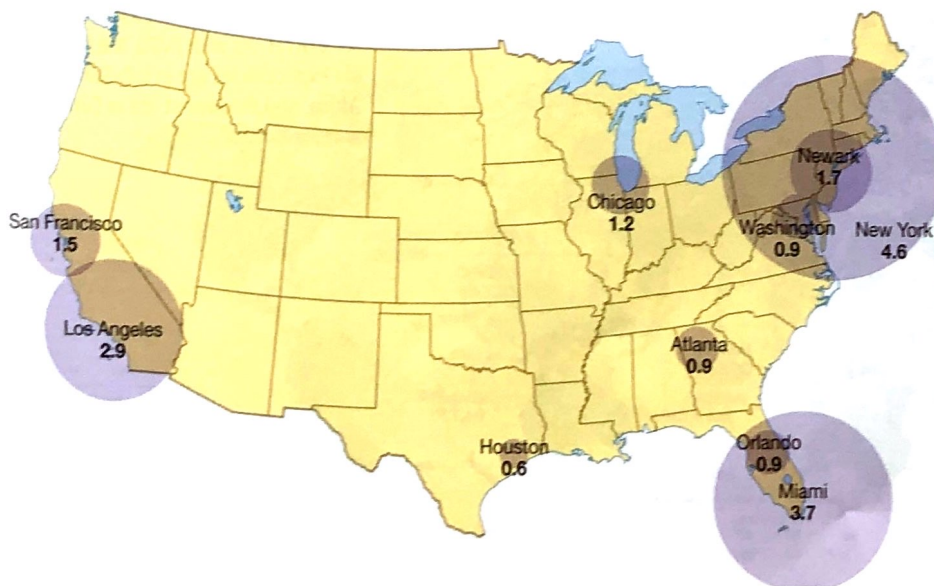 Newark
1.7
Chicago
1.2
San Francisco
1.5
Washington
0.9
New York
4.6
Los Angeles
2.9
Atlanta
0.9
Houston
0.6
Orlando
0.9
Miami
3.7